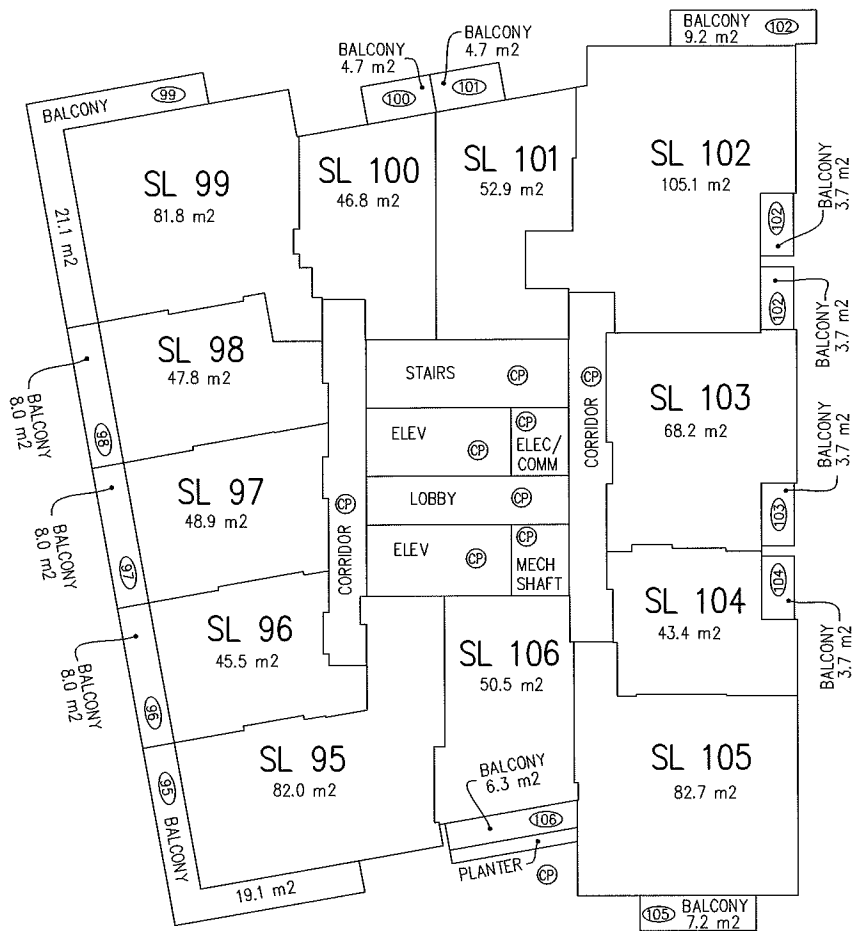 BALCONY
9.2 m2
102
BALCONY
4.7 m2
BALCONY
4.7 m2
100
101
BALCONY
99
21.1 m2
SL 99
81.8 m2
SL 100
46.8 m2
SL 101
52.9 m2
SL 102
105.1 m2
102
BALCONY
3.7 m2
102
BALCONY
3.7 m2
SL 98
47.8 m2
BALCONY
8.0 m2
98
STAIRS
CP
CP
CORRIDOR
SL 103
68.2 m2
BALCONY
3.7 m2
103
ELEV
CP
CP
ELEC/
COMM
SL 97
48.9 m2
BALCONY
8.0 m2
97
CP
CORRIDOR
LOBBY
CP
ELEV
CP
CP
MECH
SHAFT
SL 104
43.4 m2
104
BALCONY
3.7 m2
SL 96
45.5 m2
BALCONY
8.0 m2
96
SL 106
50.5 m2
SL 95
82.0 m2
95
BALCONY
19.1 m2
BALCONY
6.3 m2
106
PLANTER
CP
SL 105
82.7 m2
105
BALCONY
7.2 m2